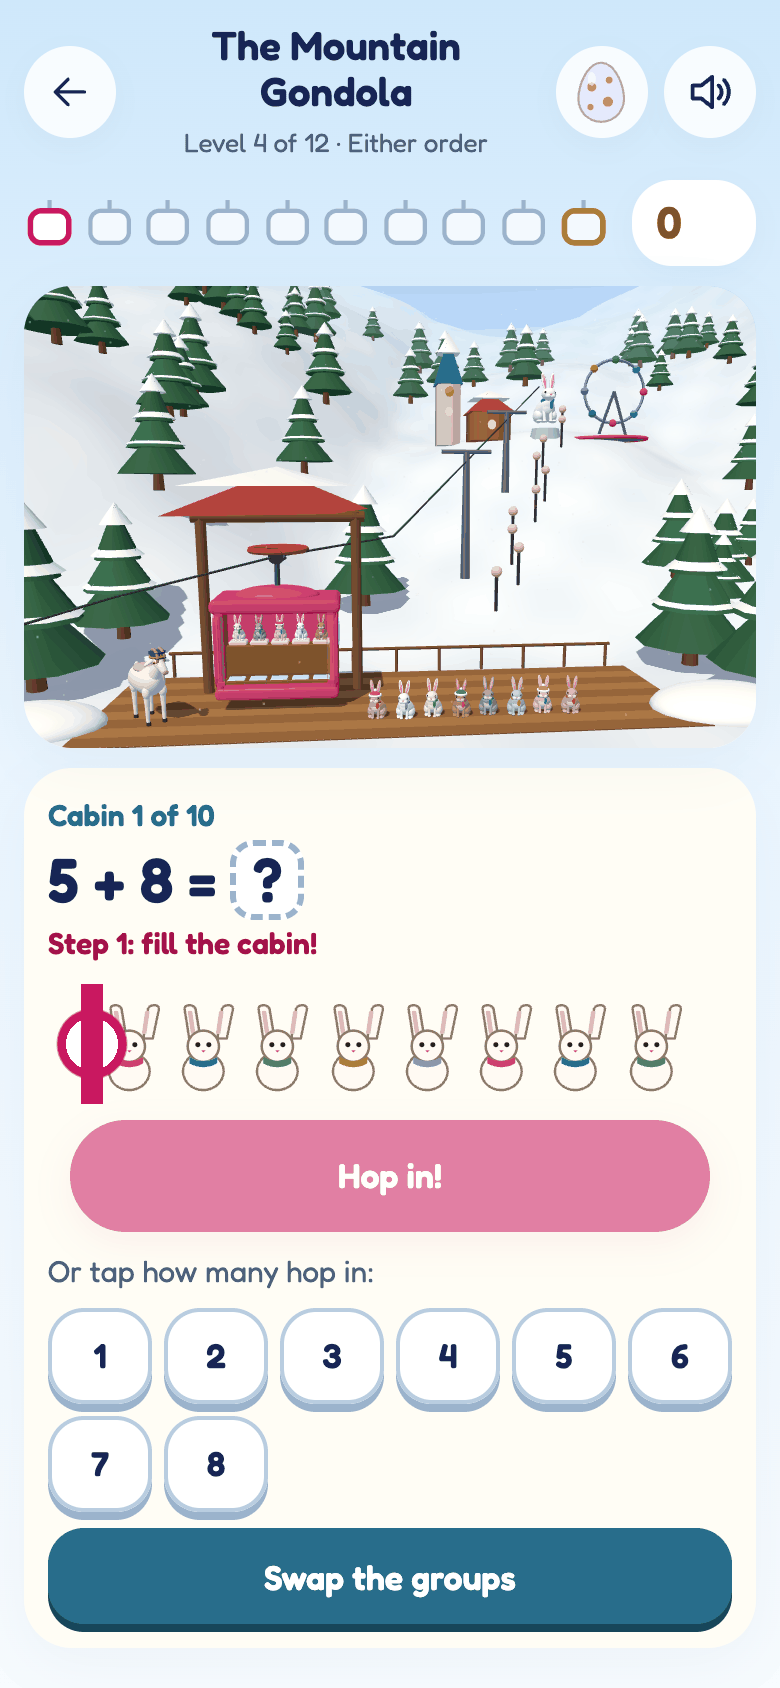 The Mountain
Gondola
Level 4 of 12 · Either order
0
Cabin 1 of 10
5 + 8 = ?
Step 1: fill the cabin!
Hop in!
Or tap how many hop in:
1 2 3 4 5 6
7 8
Swap the groups